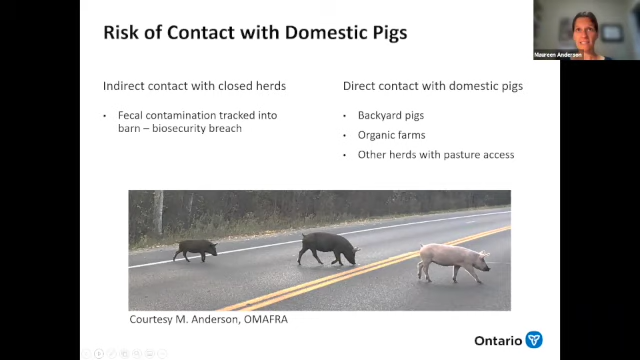 Risk of Contact with Domestic Pigs
Maureen Anderson
Indirect contact with closed herds
• Fecal contamination tracked into
barn – biosecurity breach
Direct contact with domestic pigs
• Backyard pigs
• Organic farms
• Other herds with pasture access
Courtesy M. Anderson, OMAFRA
Ontario